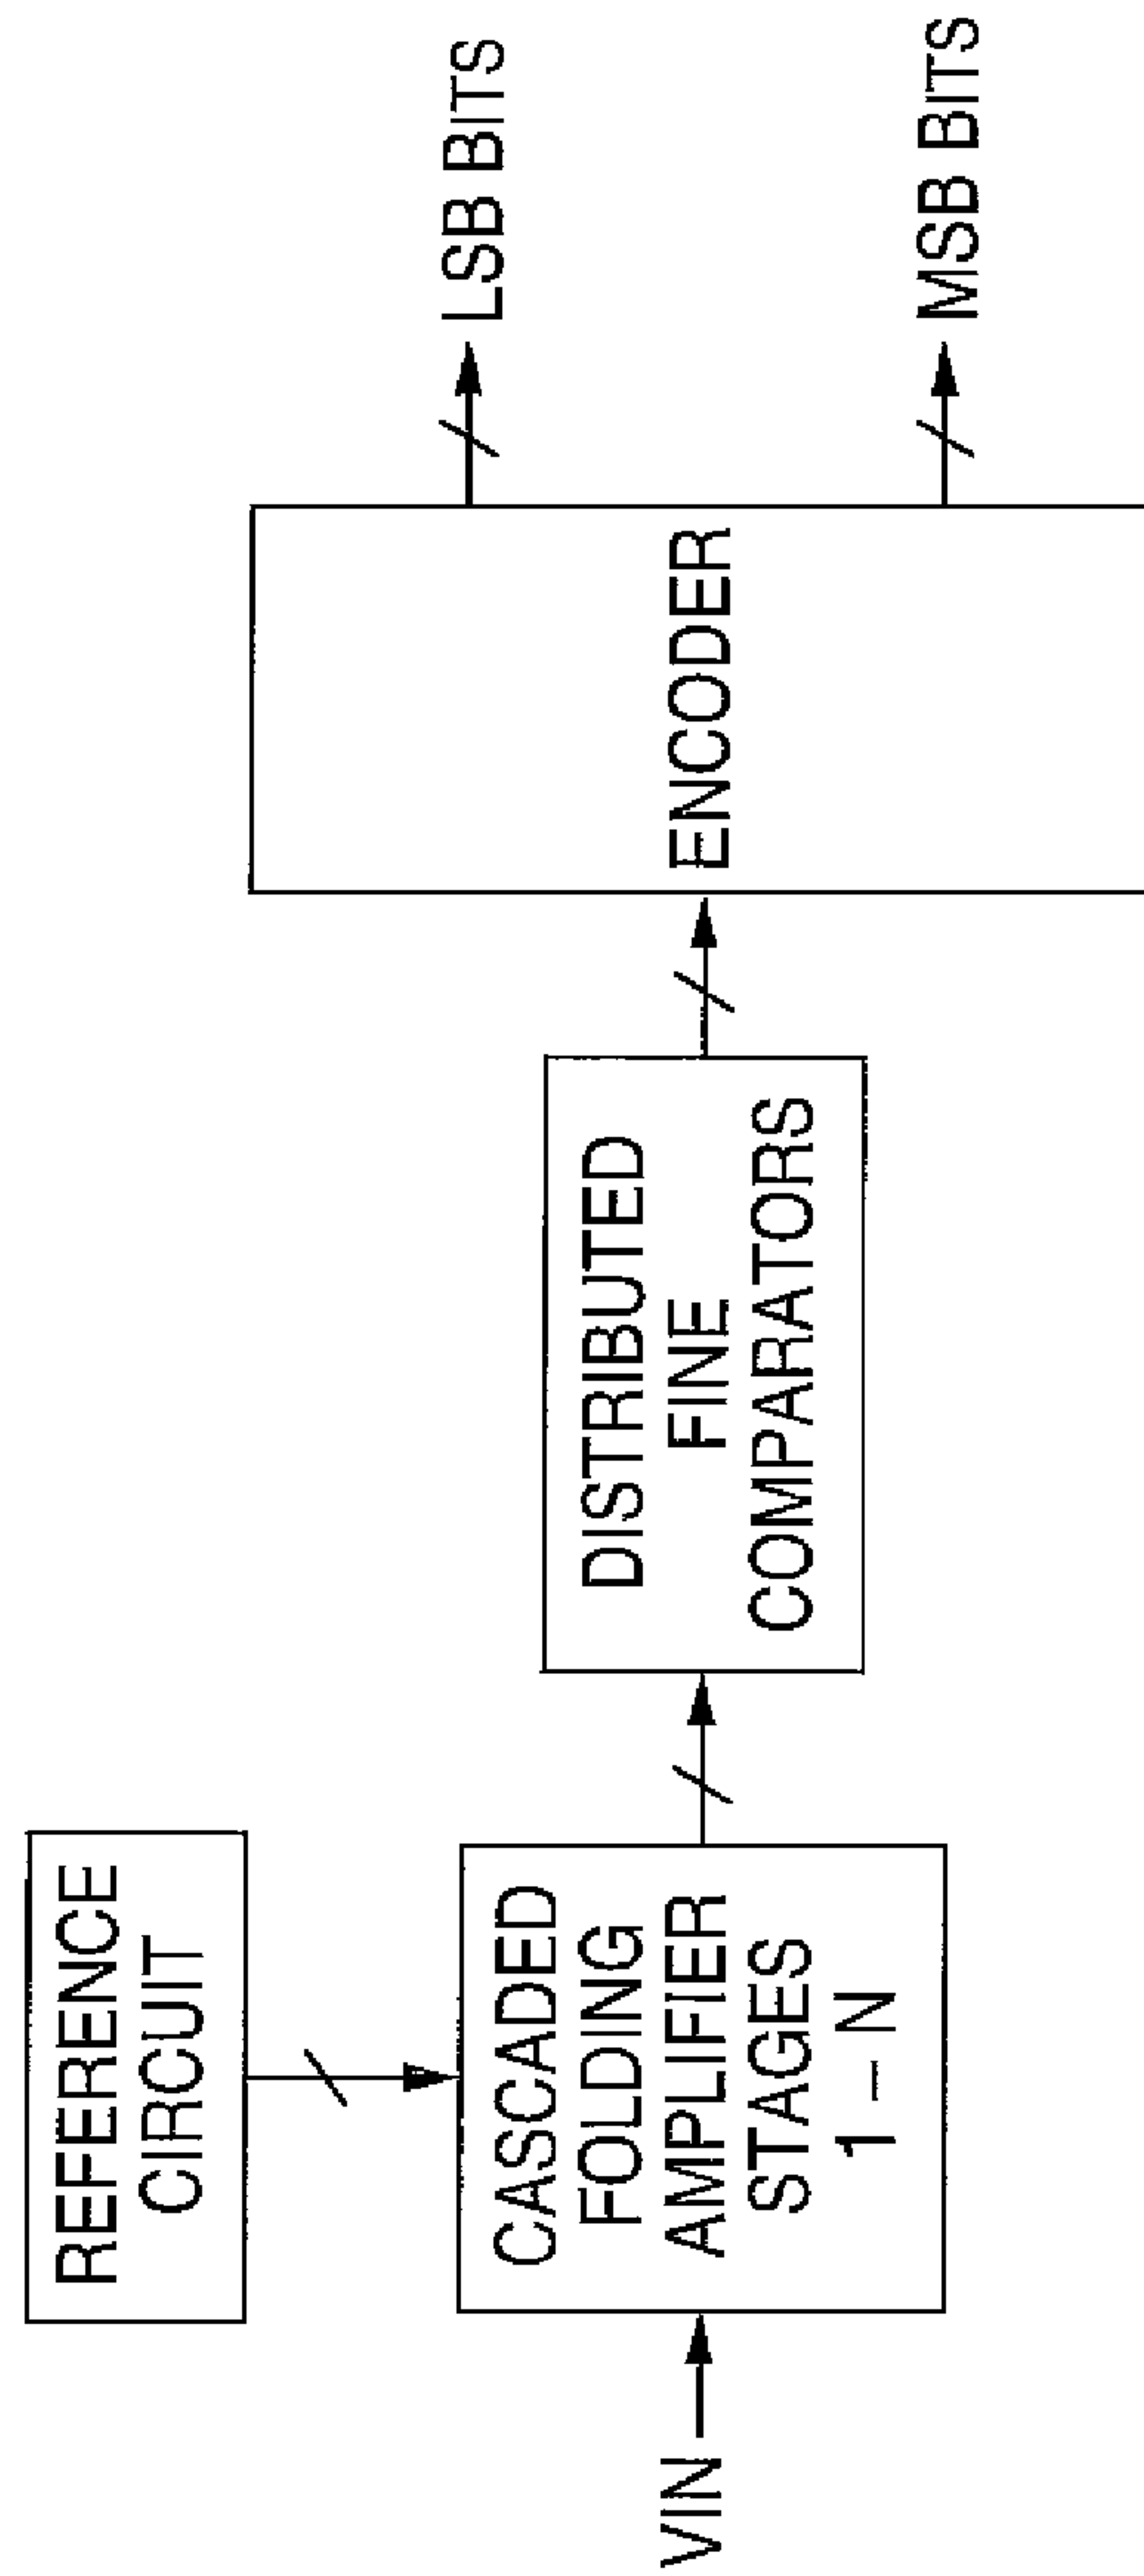 REFERENCE
CIRCUIT
VIN
CASCADED
FOLDING
AMPLIFIER
STAGES
1 – N
DISTRIBUTED
FINE
COMPARATORS
ENCODER
LSB BITS
MSB BITS